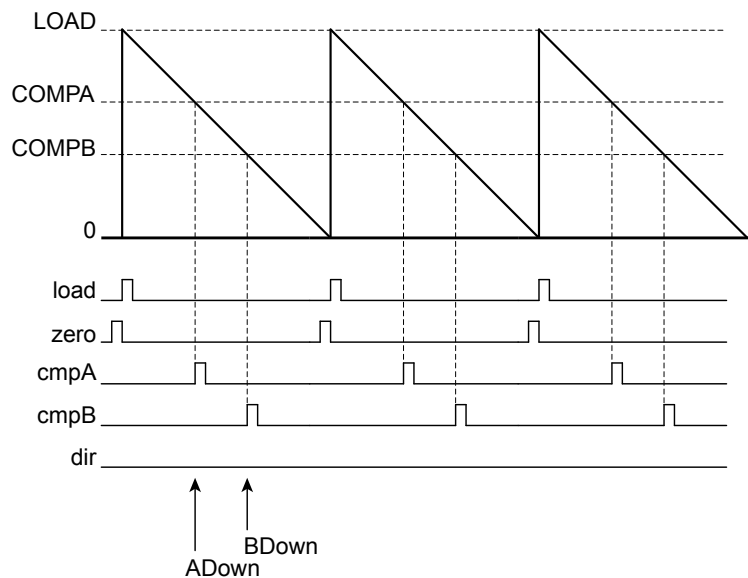 LOAD
COMPA
COMPB
0
load
zero
cmpA
cmpB
dir
BDown
ADown